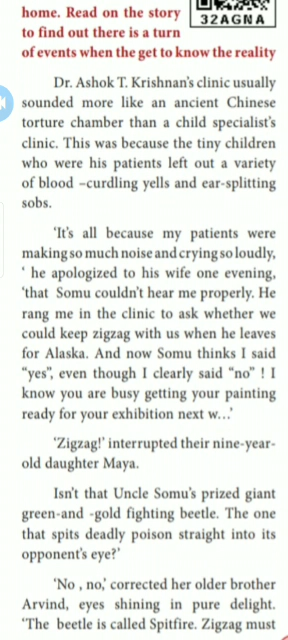 home. Read on the story
32AGNA
to find out there is a turn
of events when the get to know the reality
Dr. Ashok T. Krishnan's clinic usually
sounded more like an ancient Chinese
torture chamber than a child specialist's
clinic. This was because the tiny children
who were his patients left out a variety
of blood –curdling yells and ear-splitting
sobs.
'It's all because my patients were
making so much noise and crying so loudly,
' he apologized to his wife one evening,
'that Somu couldn't hear me properly. He
rang me in the clinic to ask whether we
could keep zigzag with us when he leaves
for Alaska. And now Somu thinks I said
"yes", even though I clearly said "no" ! I
know you are busy getting your painting
ready for your exhibition next w…'
'Zigzag!' interrupted their nine-year-
old daughter Maya.
Isn't that Uncle Somu's prized giant
green-and -gold fighting beetle. The one
that spits deadly poison straight into its
opponent's eye?'
'No , no,' corrected her older brother
Arvind, eyes shining in pure delight.
'The beetle is called Spitfire. Zigzag must